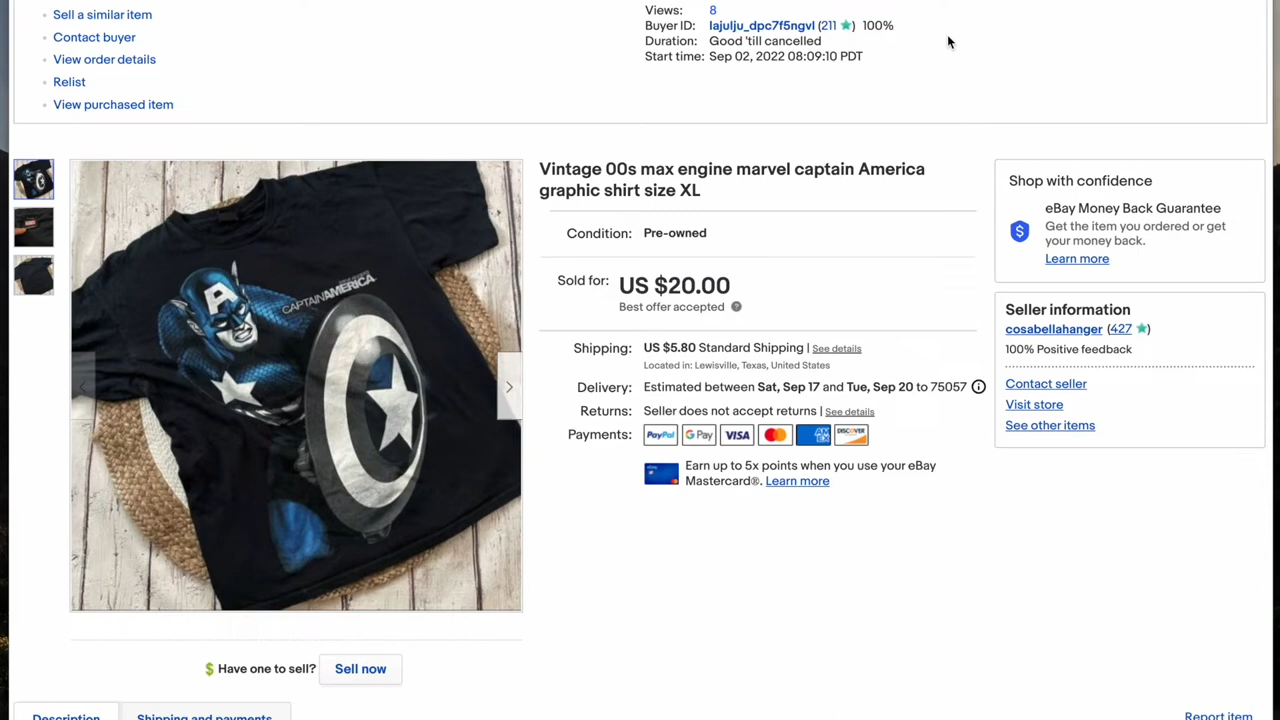 Sell a similar item
Contact buyer
View order details
Relist
View purchased item
Views: 8
Buyer ID: lajulju_dpc7f5ngvl (211 ) 100%
Duration: Good 'till cancelled
Start time: Sep 02, 2022 08:09:10 PDT
CAPTAIN AMERICA
Vintage 00s max engine marvel captain America
graphic shirt size XL
Condition: Pre-owned
Sold for: US $20.00
Best offer accepted ?
Shipping: US $5.80 Standard Shipping | See details
Located in: Lewisville, Texas, United States
Delivery: Estimated between Sat, Sep 17 and Tue, Sep 20 to 75057
Returns: Seller does not accept returns | See details
Payments: PayPal G Pay VISA AMEX DISCOVER
Earn up to 5x points when you use your eBay
Mastercard®. Learn more
Shop with confidence
eBay Money Back Guarantee
Get the item you ordered or get
your money back.
Learn more
Seller information
cosabellahanger (427 )
100% Positive feedback
Contact seller
Visit store
See other items
Have one to sell? Sell now
Description
Shipping and payments
Report item